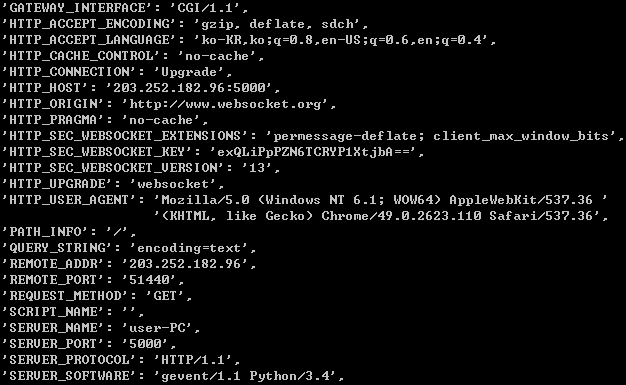 'GATEWAY_INTERFACE': 'CGI/1.1',
'HTTP_ACCEPT_ENCODING': 'gzip, deflate, sdch',
'HTTP_ACCEPT_LANGUAGE': 'ko-KR,ko;q=0.8,en-US;q=0.6,en;q=0.4',
'HTTP_CACHE_CONTROL': 'no-cache',
'HTTP_CONNECTION': 'Upgrade',
'HTTP_HOST': '203.252.182.96:5000',
'HTTP_ORIGIN': 'http://www.websocket.org',
'HTTP_PRAGMA': 'no-cache',
'HTTP_SEC_WEBSOCKET_EXTENSIONS': 'permessage-deflate; client_max_window_bits',
'HTTP_SEC_WEBSOCKET_KEY': 'exQLiPpPZN6TCRYP1XtjbA==',
'HTTP_SEC_WEBSOCKET_VERSION': '13',
'HTTP_UPGRADE': 'websocket',
'HTTP_USER_AGENT': 'Mozilla/5.0 (Windows NT 6.1; WOW64) AppleWebKit/537.36 '
'(KHTML, like Gecko) Chrome/49.0.2623.110 Safari/537.36',
'PATH_INFO': '/',
'QUERY_STRING': 'encoding=text',
'REMOTE_ADDR': '203.252.182.96',
'REMOTE_PORT': '51440',
'REQUEST_METHOD': 'GET',
'SCRIPT_NAME': '',
'SERVER_NAME': 'user-PC',
'SERVER_PORT': '5000',
'SERVER_PROTOCOL': 'HTTP/1.1',
'SERVER_SOFTWARE': 'gevent/1.1 Python/3.4',